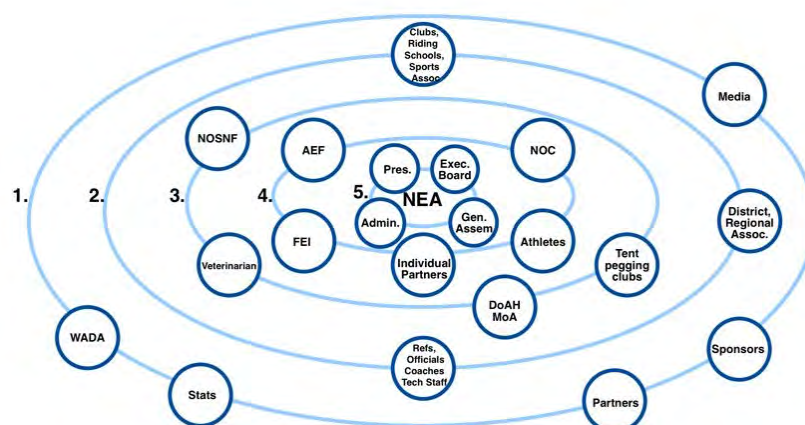 Clubs,
Riding
Schools,
Sports
Assoc
Media
NOSNF
AEF
NOC
Pres.
Exec.
Board
1.
2.
3.
4.
5.
NEA
Admin.
Gen.
Assem
District,
Regional
Assoc.
FEI
Athletes
Veterinarian
Individual
Partners
Tent
pegging
clubs
DoAH
MoA
WADA
Refs,
Officials
Coaches
Tech Staff
Sponsors
Stats
Partners